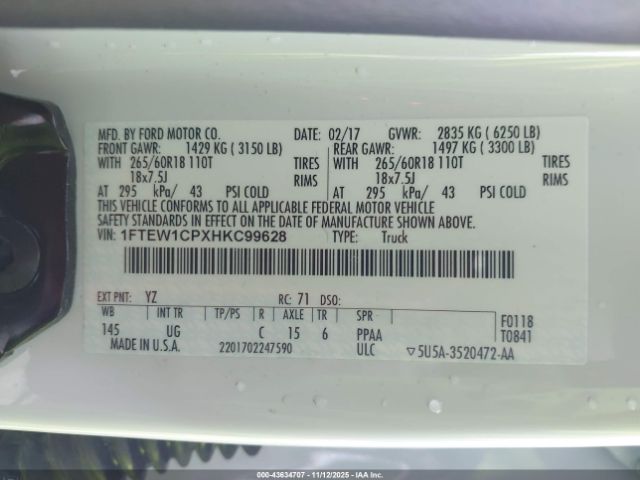 MFD. BY FORD MOTOR CO. 02/17 GVWR: 2835 KG ( 6250 LB)
FRONT GAWR: 1429 KG ( 3150 LB) REAR GAWR: 1497 KG ( 3300 LB)
WITH 265/60R18 110T TIRES WITH 265/60R18 110T TIRES
18x7.5J RIMS 18x7.5J RIMS
AT 295 kPa/ 43 PSI COLD AT 295 kPa/ 43 PSI COLD
THIS VEHICLE CONFORMS TO ALL APPLICABLE FEDERAL MOTOR VEHICLE
SAFETY STANDARDS IN EFFECT ON THE DATE OF MANUFACTURE SHOWN ABOVE.
VIN: 1FTEW1CPXHKC99628 TYPE: Truck
EXT PNT: YZ RC: 71 DSO:
WB INT TR TP/PS R AXLE TR SPR F0118
145 UG C 15 6 PPAA T0841
MADE IN U.S.A. 2201702247590 ULC ▽5U5A-3520472-AA
000-43634707 - 11/12/2025 - IAAI.COM